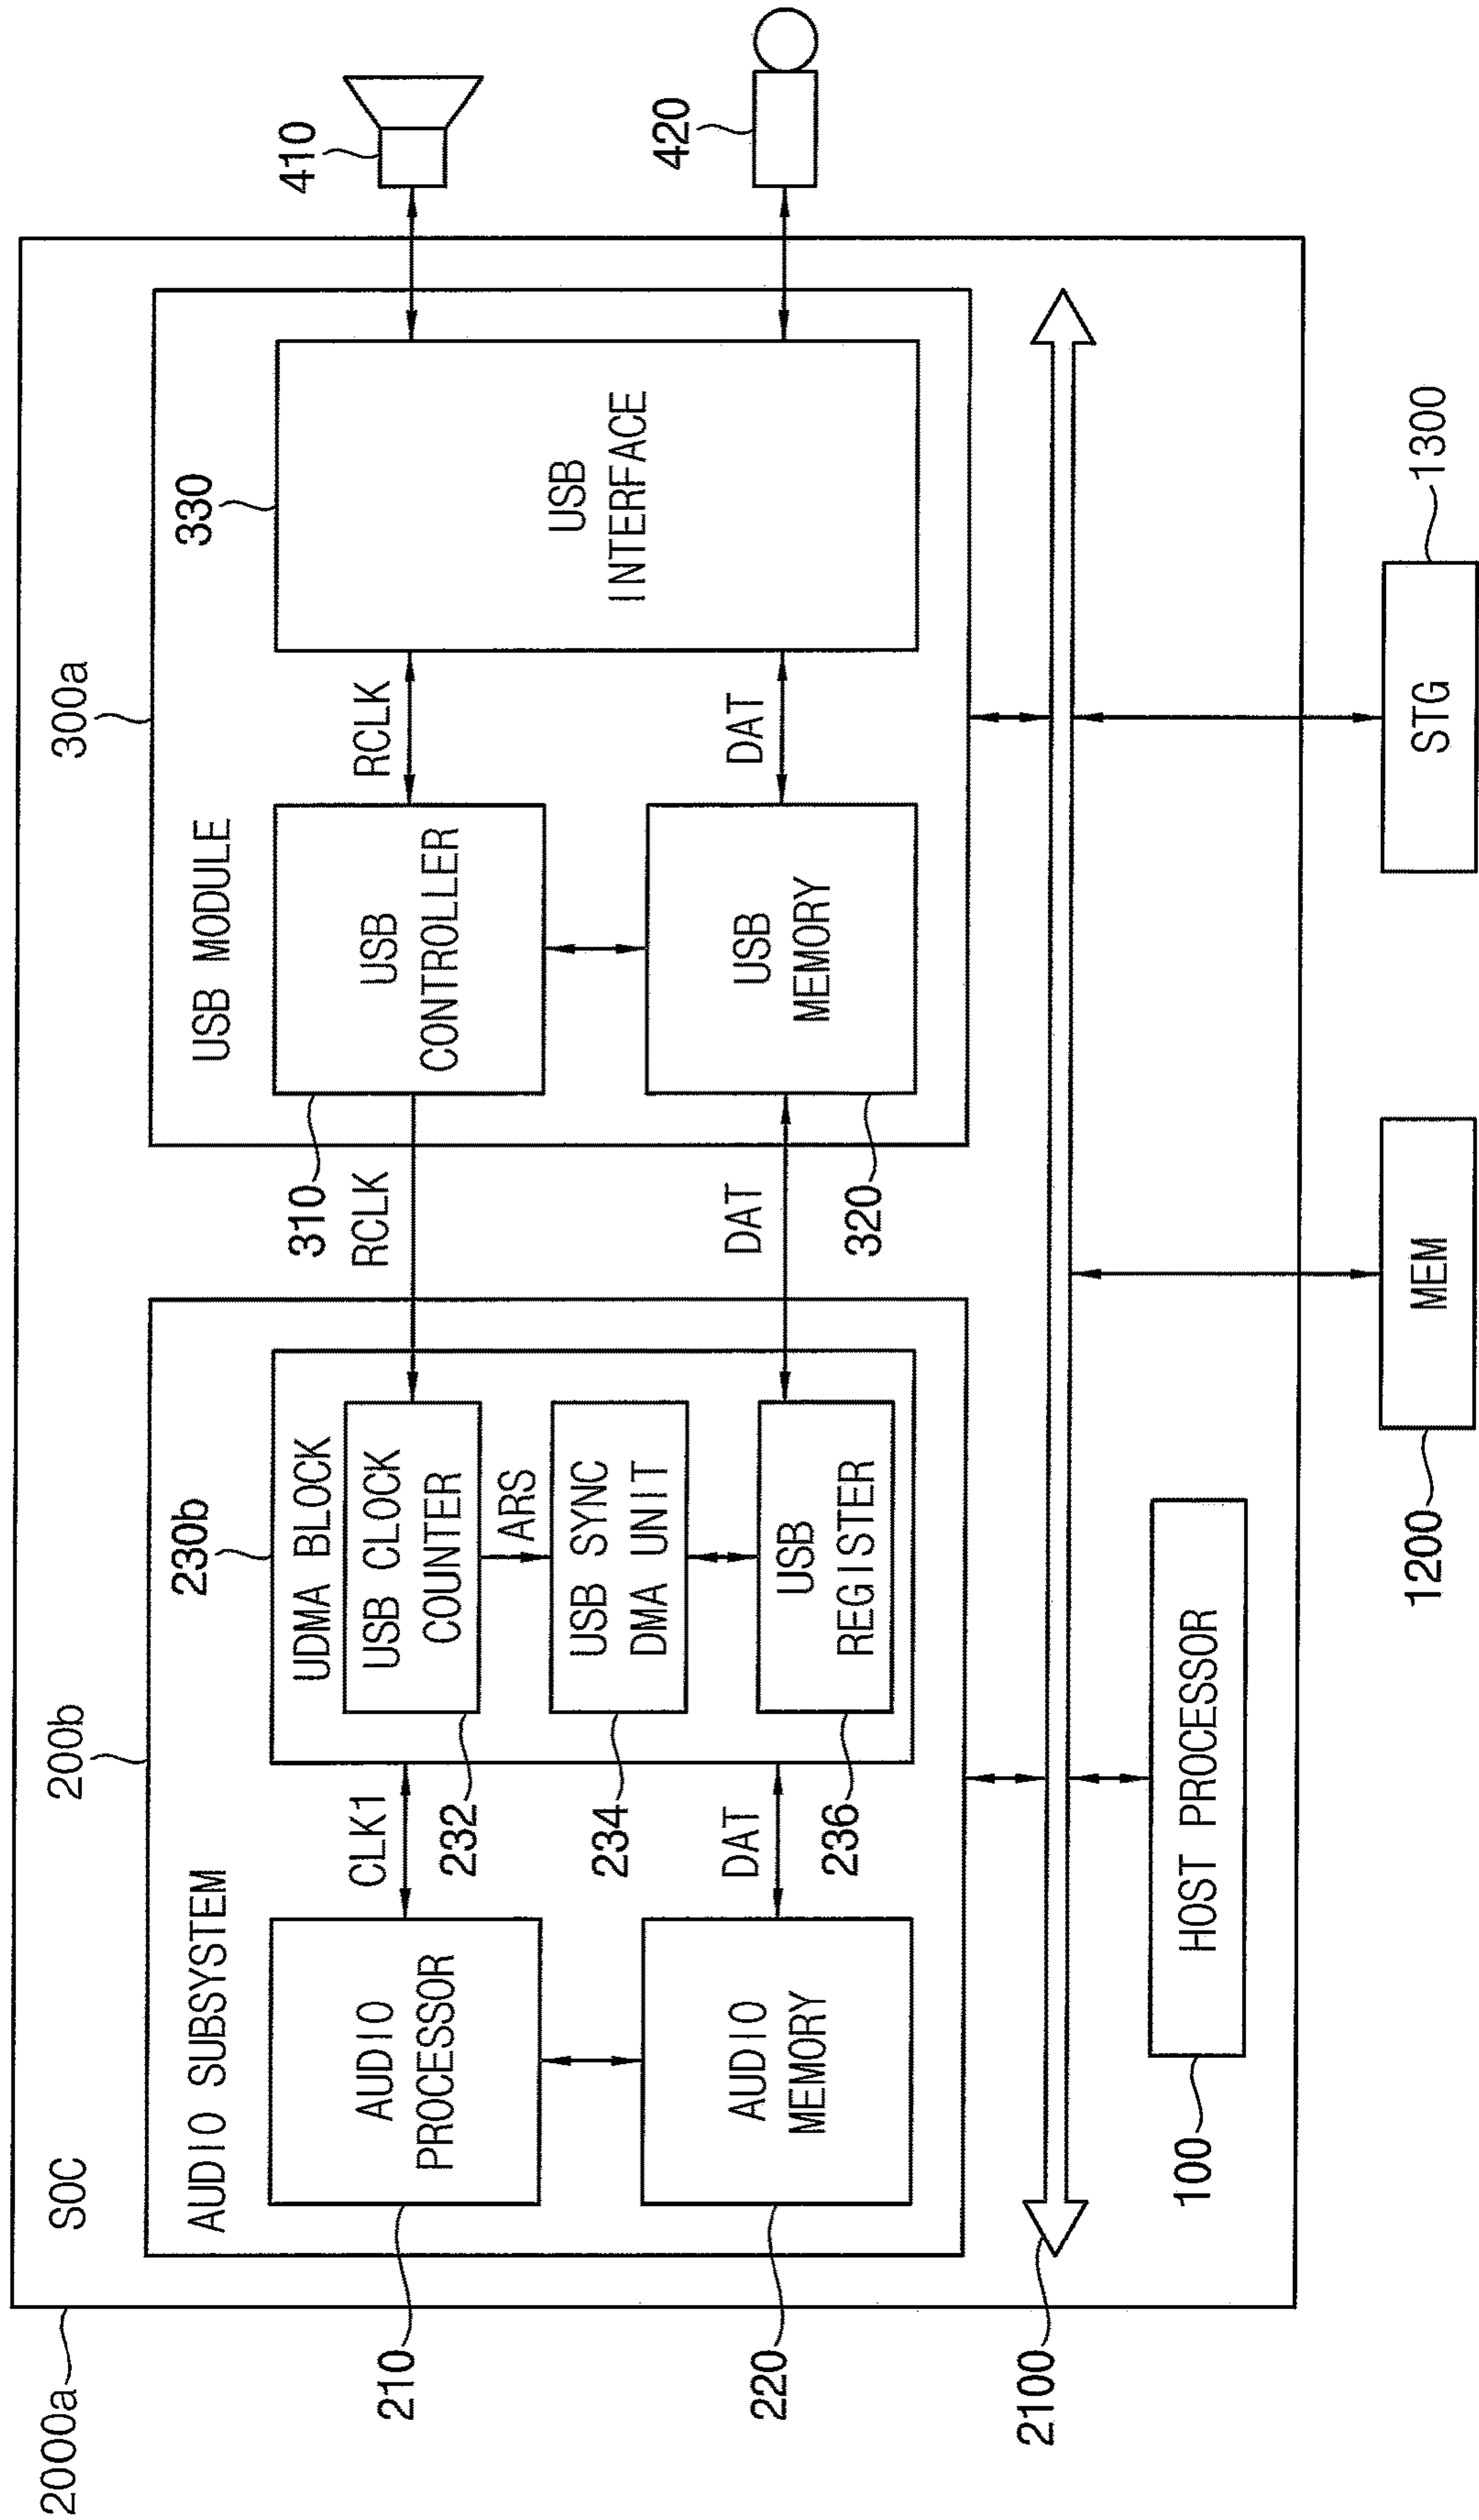 2000a
SOC
200b
AUDIO SUBSYSTEM
230b
UDMA BLOCK
210
AUDIO
PROCESSOR
CLK1
USB CLOCK
COUNTER
232
ARS
USB SYNC
DMA UNIT
234
220
AUDIO
MEMORY
DAT
USB
REGISTER
236
RCLK
DAT
300a
USB MODULE
310
USB
CONTROLLER
RCLK
320
USB
MEMORY
DAT
330
USB
INTERFACE
410
420
2100
100
HOST PROCESSOR
1200
MEM
STG
1300